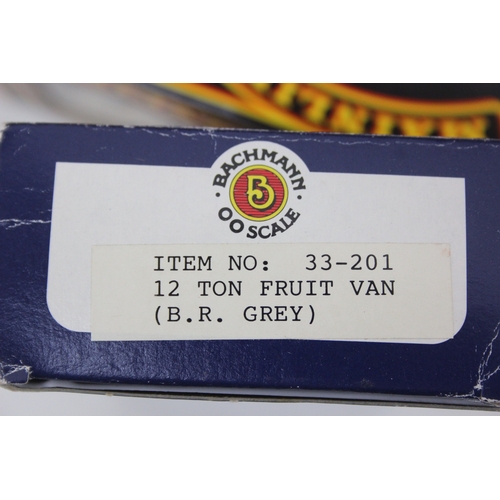 BACHMANN
B
OO SCALE
ITEM NO: 33-201
12 TON FRUIT VAN
(B.R. GREY)